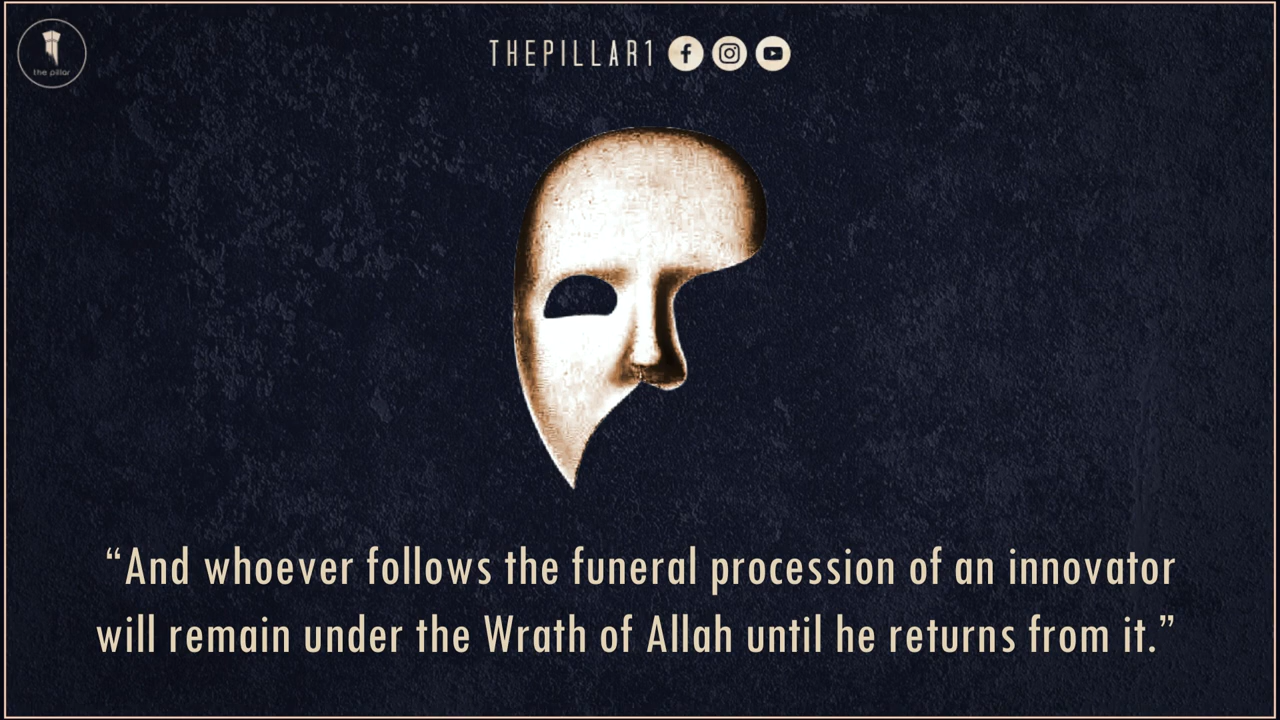 the pillar
THEPILLAR1
“And whoever follows the funeral procession of an innovator
will remain under the Wrath of Allah until he returns from it.”